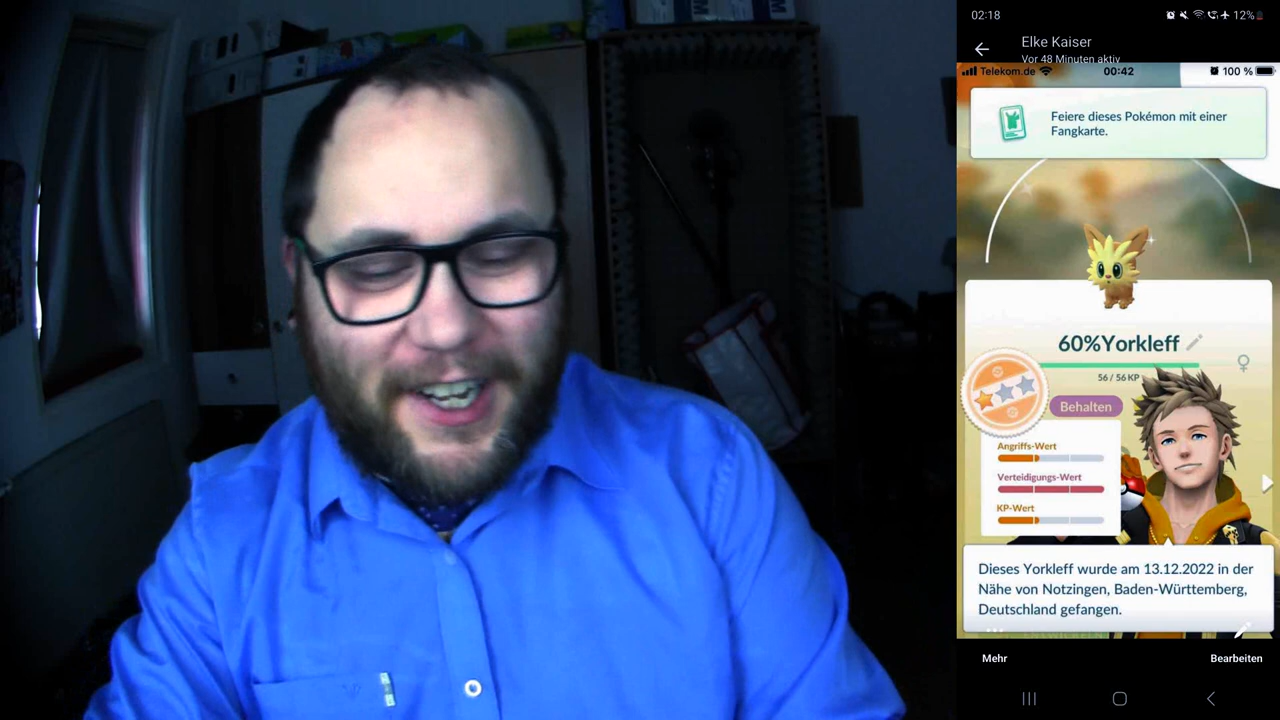 02:18
12%
Elke Kaiser
Vor 48 Minuten aktiv
Telekom.de
00:42
100 %
Feiere dieses Pokémon mit einer
Fangkarte.
60%Yorkleff
56 / 56 KP
Behalten
Angriffs-Wert
Verteidigungs-Wert
KP-Wert
Dieses Yorkleff wurde am 13.12.2022 in der
Nähe von Notzingen, Baden-Württemberg,
Deutschland gefangen.
Mehr
Bearbeiten